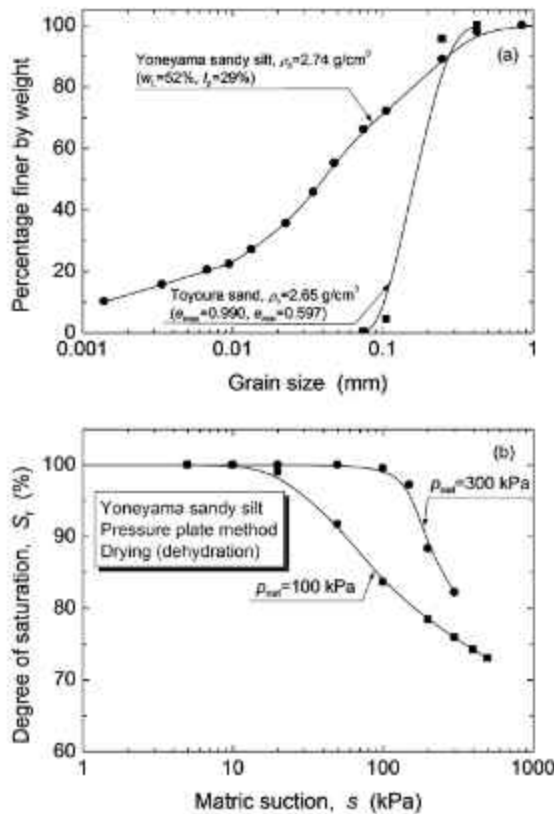 100
80
60
40
20
0
Percentage finer by weight
(a)
Yoneyama sandy silt, ρs=2.74 g/cm³
(wL=52%, Ip=29%)
Toyoura sand, ρs=2.65 g/cm³
(emax=0.990, emin=0.597)
0.001 0.01 0.1 1
Grain size (mm)
(b)
100
90
80
70
60
Degree of saturation, Sr (%)
Yoneyama sandy silt
Pressure plate method
Drying (dehydration)
=300 kPa
=100 kPa
1 10 100 1000
Matric suction, s (kPa)